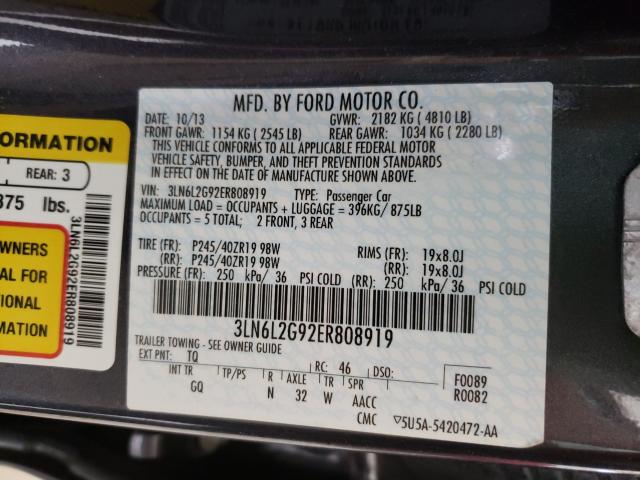 MFD. BY FORD MOTOR CO.
DATE: 10/13 GVWR: 2182 KG ( 4810 LB)
FRONT GAWR: 1154 KG ( 2545 LB) REAR GAWR: 1034 KG ( 2280 LB)
THIS VEHICLE CONFORMS TO ALL APPLICABLE FEDERAL MOTOR
VEHICLE SAFETY, BUMPER, AND THEFT PREVENTION STANDARDS
IN EFFECT ON THE DATE OF MANUFACTURE SHOWN ABOVE.
VIN: 3LN6L2G92ER808919 TYPE: Passenger Car
MAXIMUM LOAD = OCCUPANTS + LUGGAGE = 396KG/ 875LB
OCCUPANTS = 5 TOTAL; 2 FRONT, 3 REAR
TIRE (FR): P245/40ZR19 98W RIMS (FR): 19x8.0J
(RR): P245/40ZR19 98W (RR): 19x8.0J
PRESSURE (FR): 250 kPa/ 36 PSI COLD (RR): 250 kPa/ 36 PSI COLD
3LN6L2G92ER808919
TRAILER TOWING - SEE OWNER GUIDE
EXT PNT: TQ RC: 46 DSO:
INT TR TP/PS R AXLE TR SPR
GQ N 32 W AACC
CMC
F0089
R0082
▽5U5A-5420472-AA
FORMATION
REAR: 3
875 lbs.
WNERS
AL FOR
TIONAL
MATION
3LN6L2G92ER808919